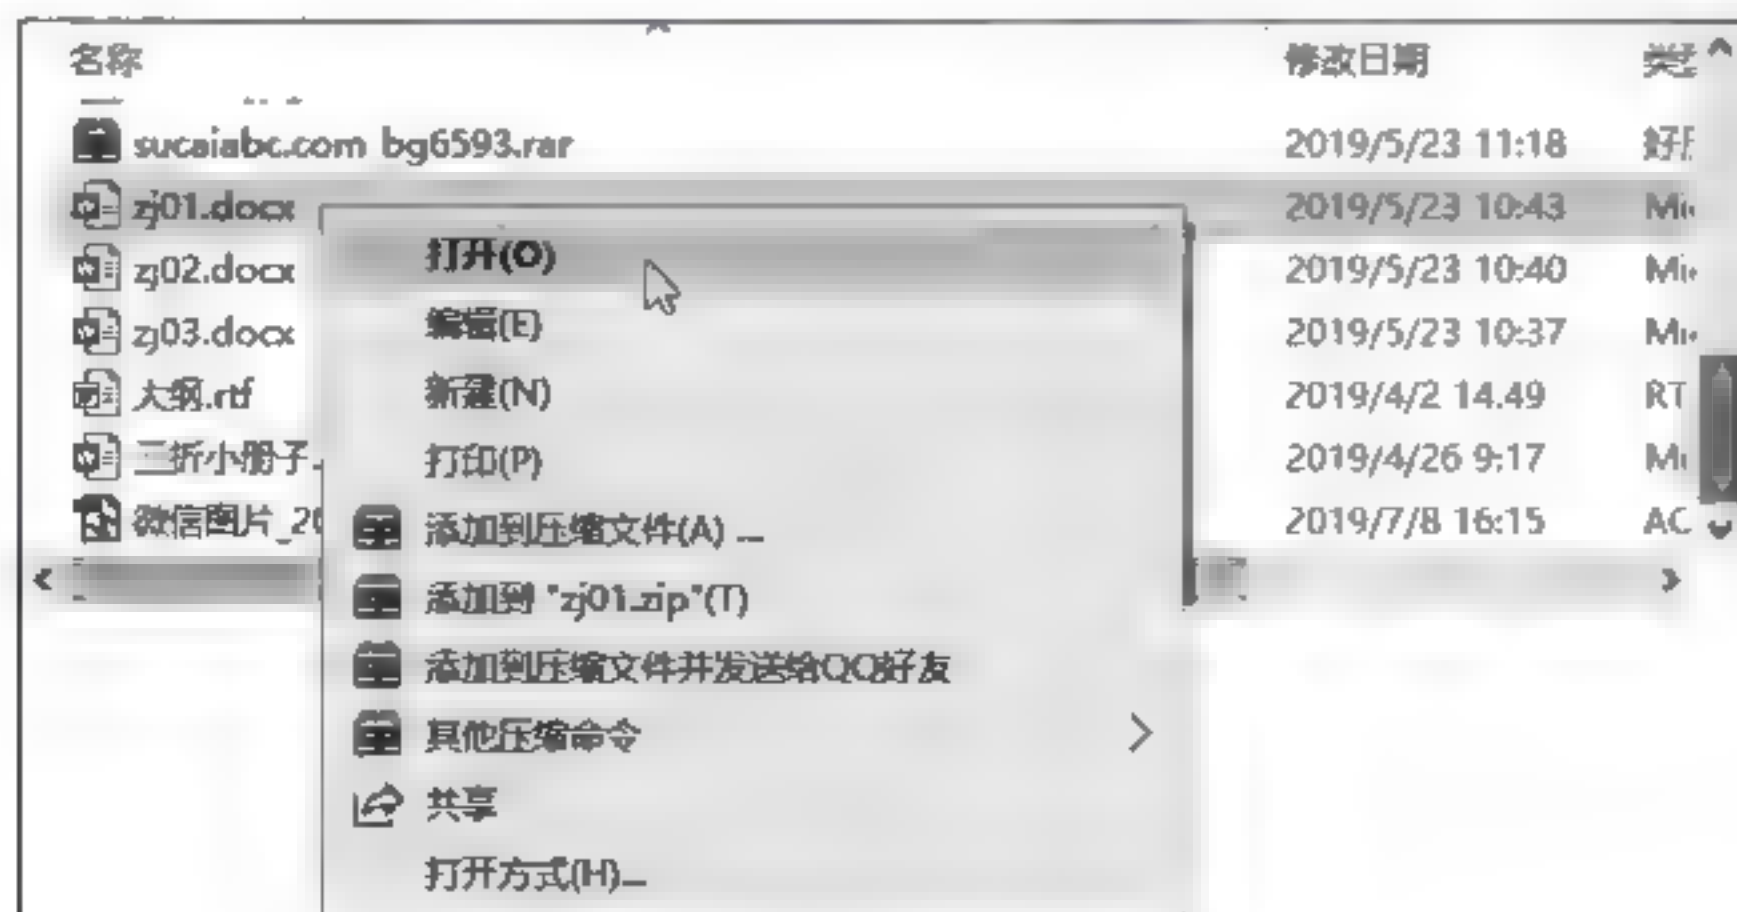 名称 修改日期 类型
sucaiabc.com bg6593.rar 2019/5/23 11:18 好
zj01.docx 2019/5/23 10:43 Mi
打开(O)
zj02.docx 2019/5/23 10:40 Mi
编辑(E)
zj03.docx 2019/5/23 10:37 Mi
新建(N)
大纲.rtf 2019/4/2 14:49 RT
打印(P)
三折小册子. 2019/4/26 9:17 Mi
微信图片_20 2019/7/8 16:15 AC
添加到压缩文件(A) ...
添加到 "zj01.zip"(T)
添加到压缩文件并发送给QQ好友
其他压缩命令
共享
打开方式(H)...